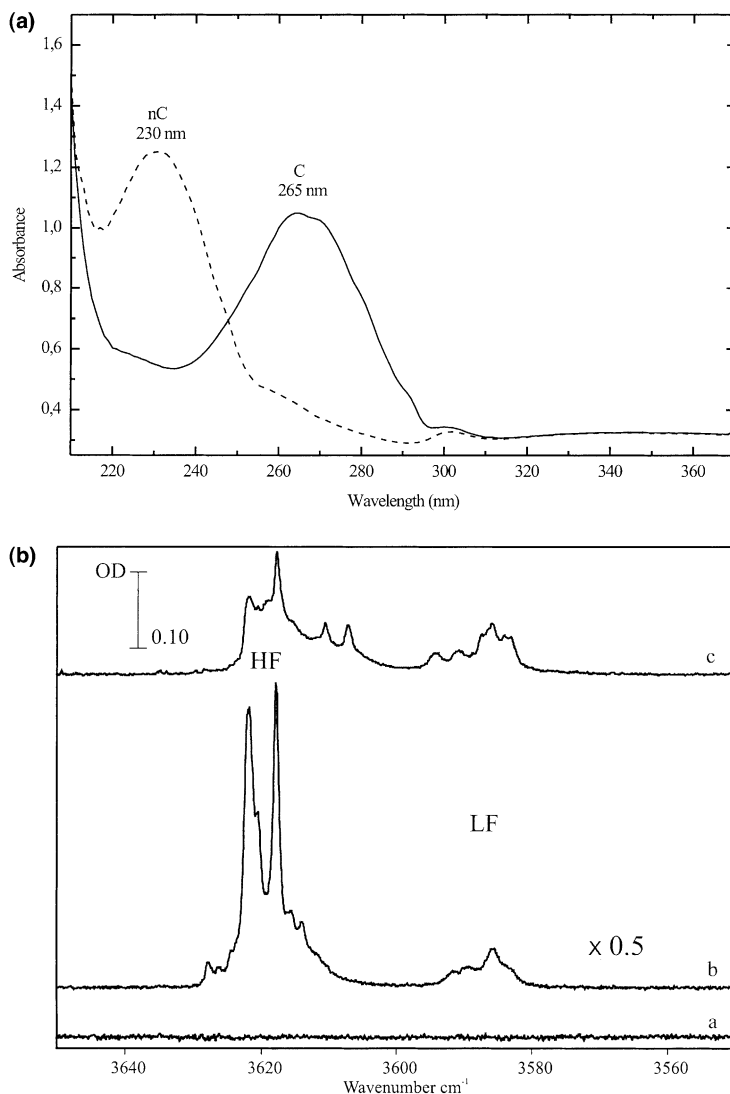 (a)
1,6
1,4
1,2
1,0
0,8
0,6
0,4
Absorbance
nC
230 nm
C
265 nm
220 240 260 280 300 320 340 360
Wavelength (nm)
(b)
OD
0.10
HF
c
LF
x 0.5
b
a
3640 3620 3600 3580 3560
Wavenumber cm⁻¹